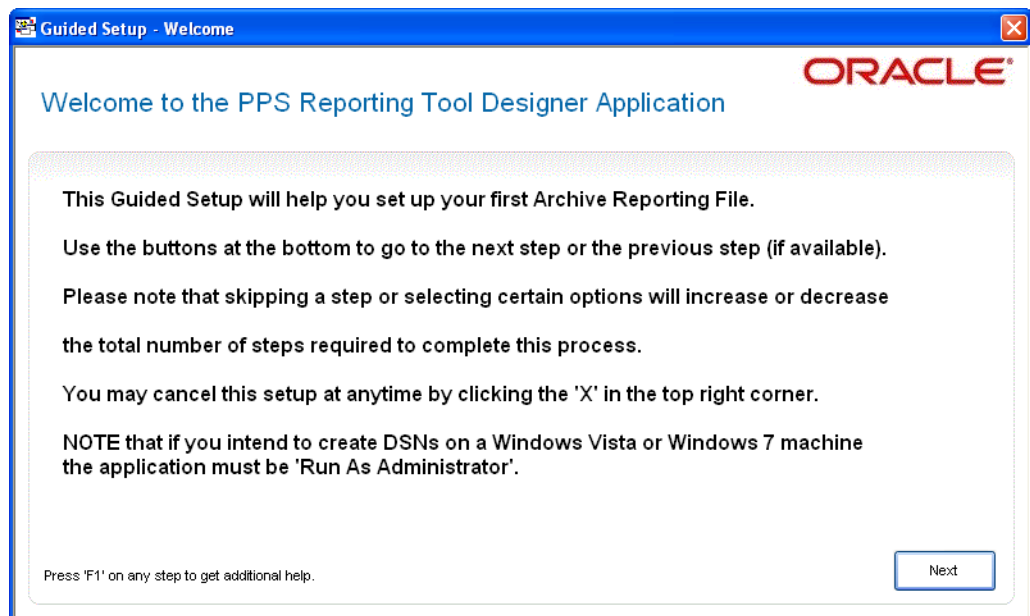 Guided Setup - Welcome
ORACLE®
Welcome to the PPS Reporting Tool Designer Application
This Guided Setup will help you set up your first Archive Reporting File.
Use the buttons at the bottom to go to the next step or the previous step (if available).
Please note that skipping a step or selecting certain options will increase or decrease
the total number of steps required to complete this process.
You may cancel this setup at anytime by clicking the 'X' in the top right corner.
NOTE that if you intend to create DSNs on a Windows Vista or Windows 7 machine
the application must be 'Run As Administrator'.
Press 'F1' on any step to get additional help.
Next